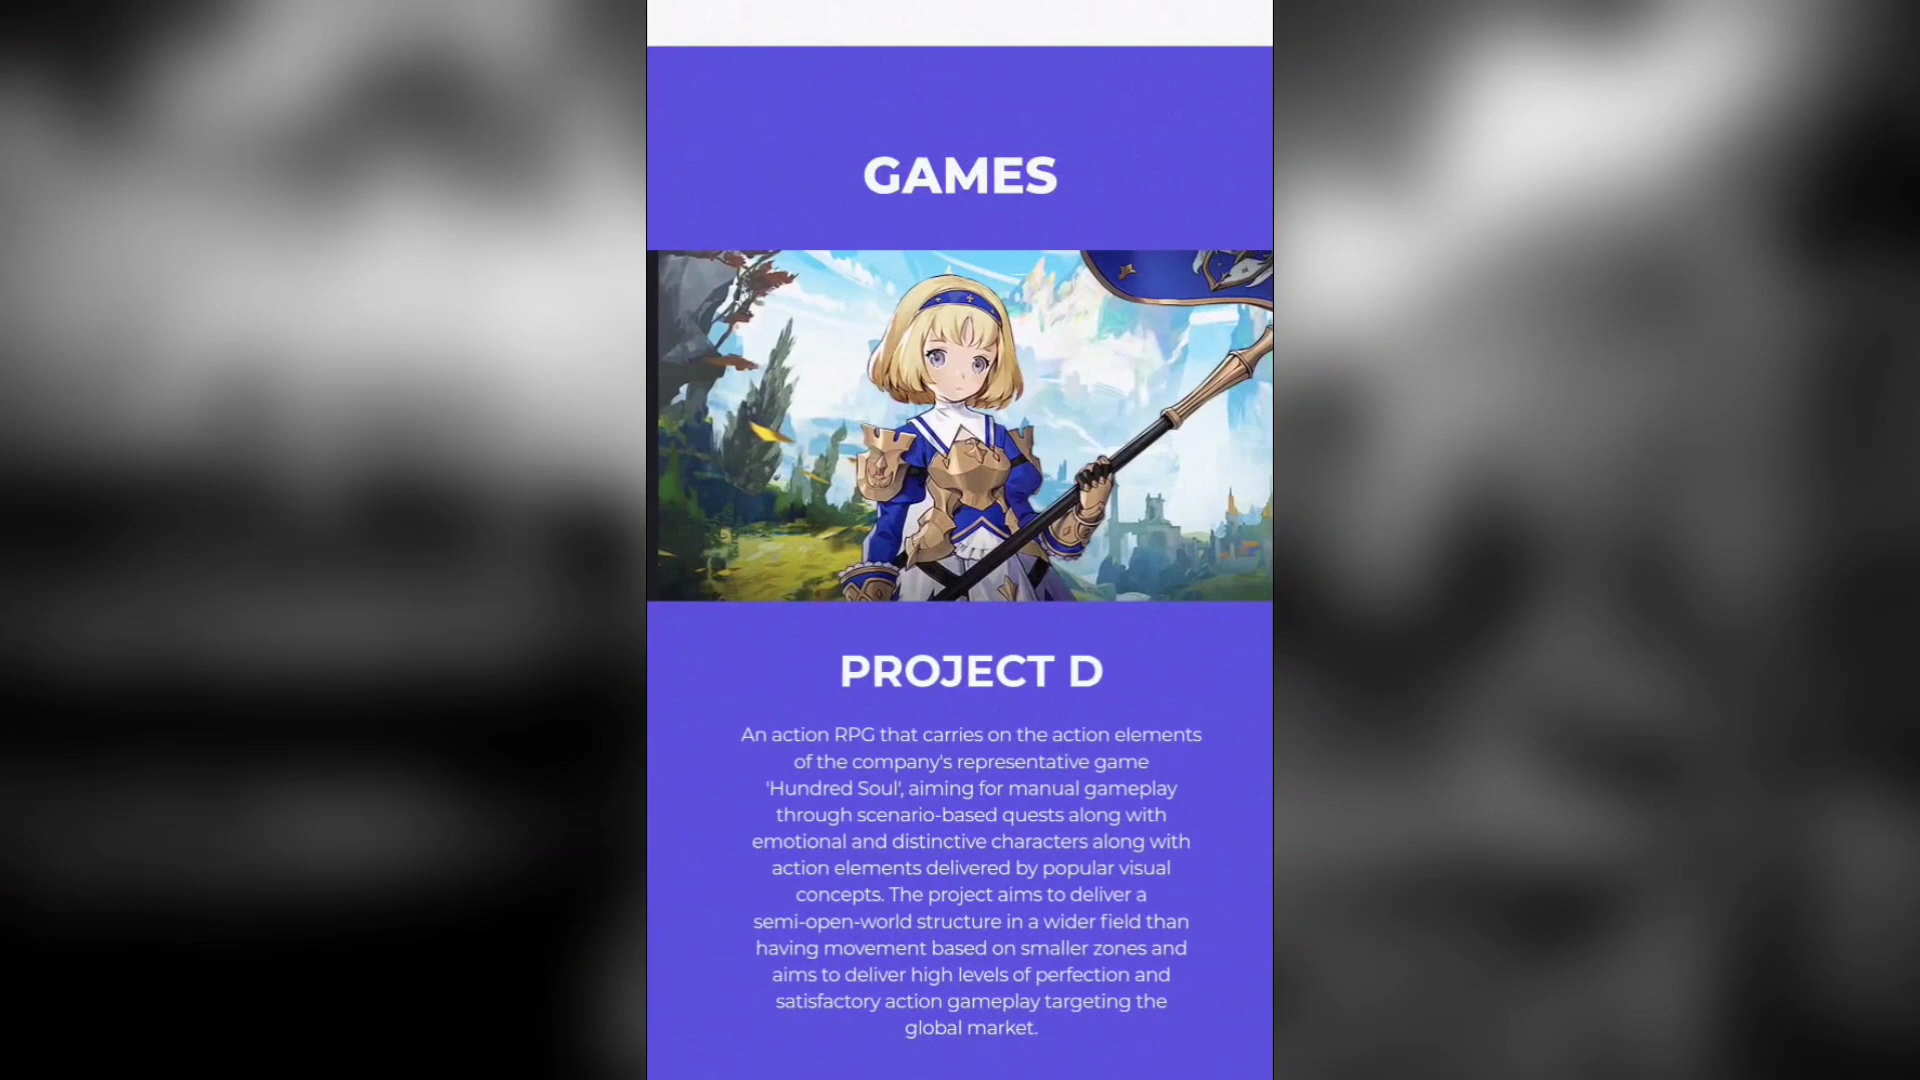 GAMES
PROJECT D
An action RPG that carries on the action elements
of the company's representative game
'Hundred Soul', aiming for manual gameplay
through scenario-based quests along with
emotional and distinctive characters along with
action elements delivered by popular visual
concepts. The project aims to deliver a
semi-open-world structure in a wider field than
having movement based on smaller zones and
aims to deliver high levels of perfection and
satisfactory action gameplay targeting the
global market.